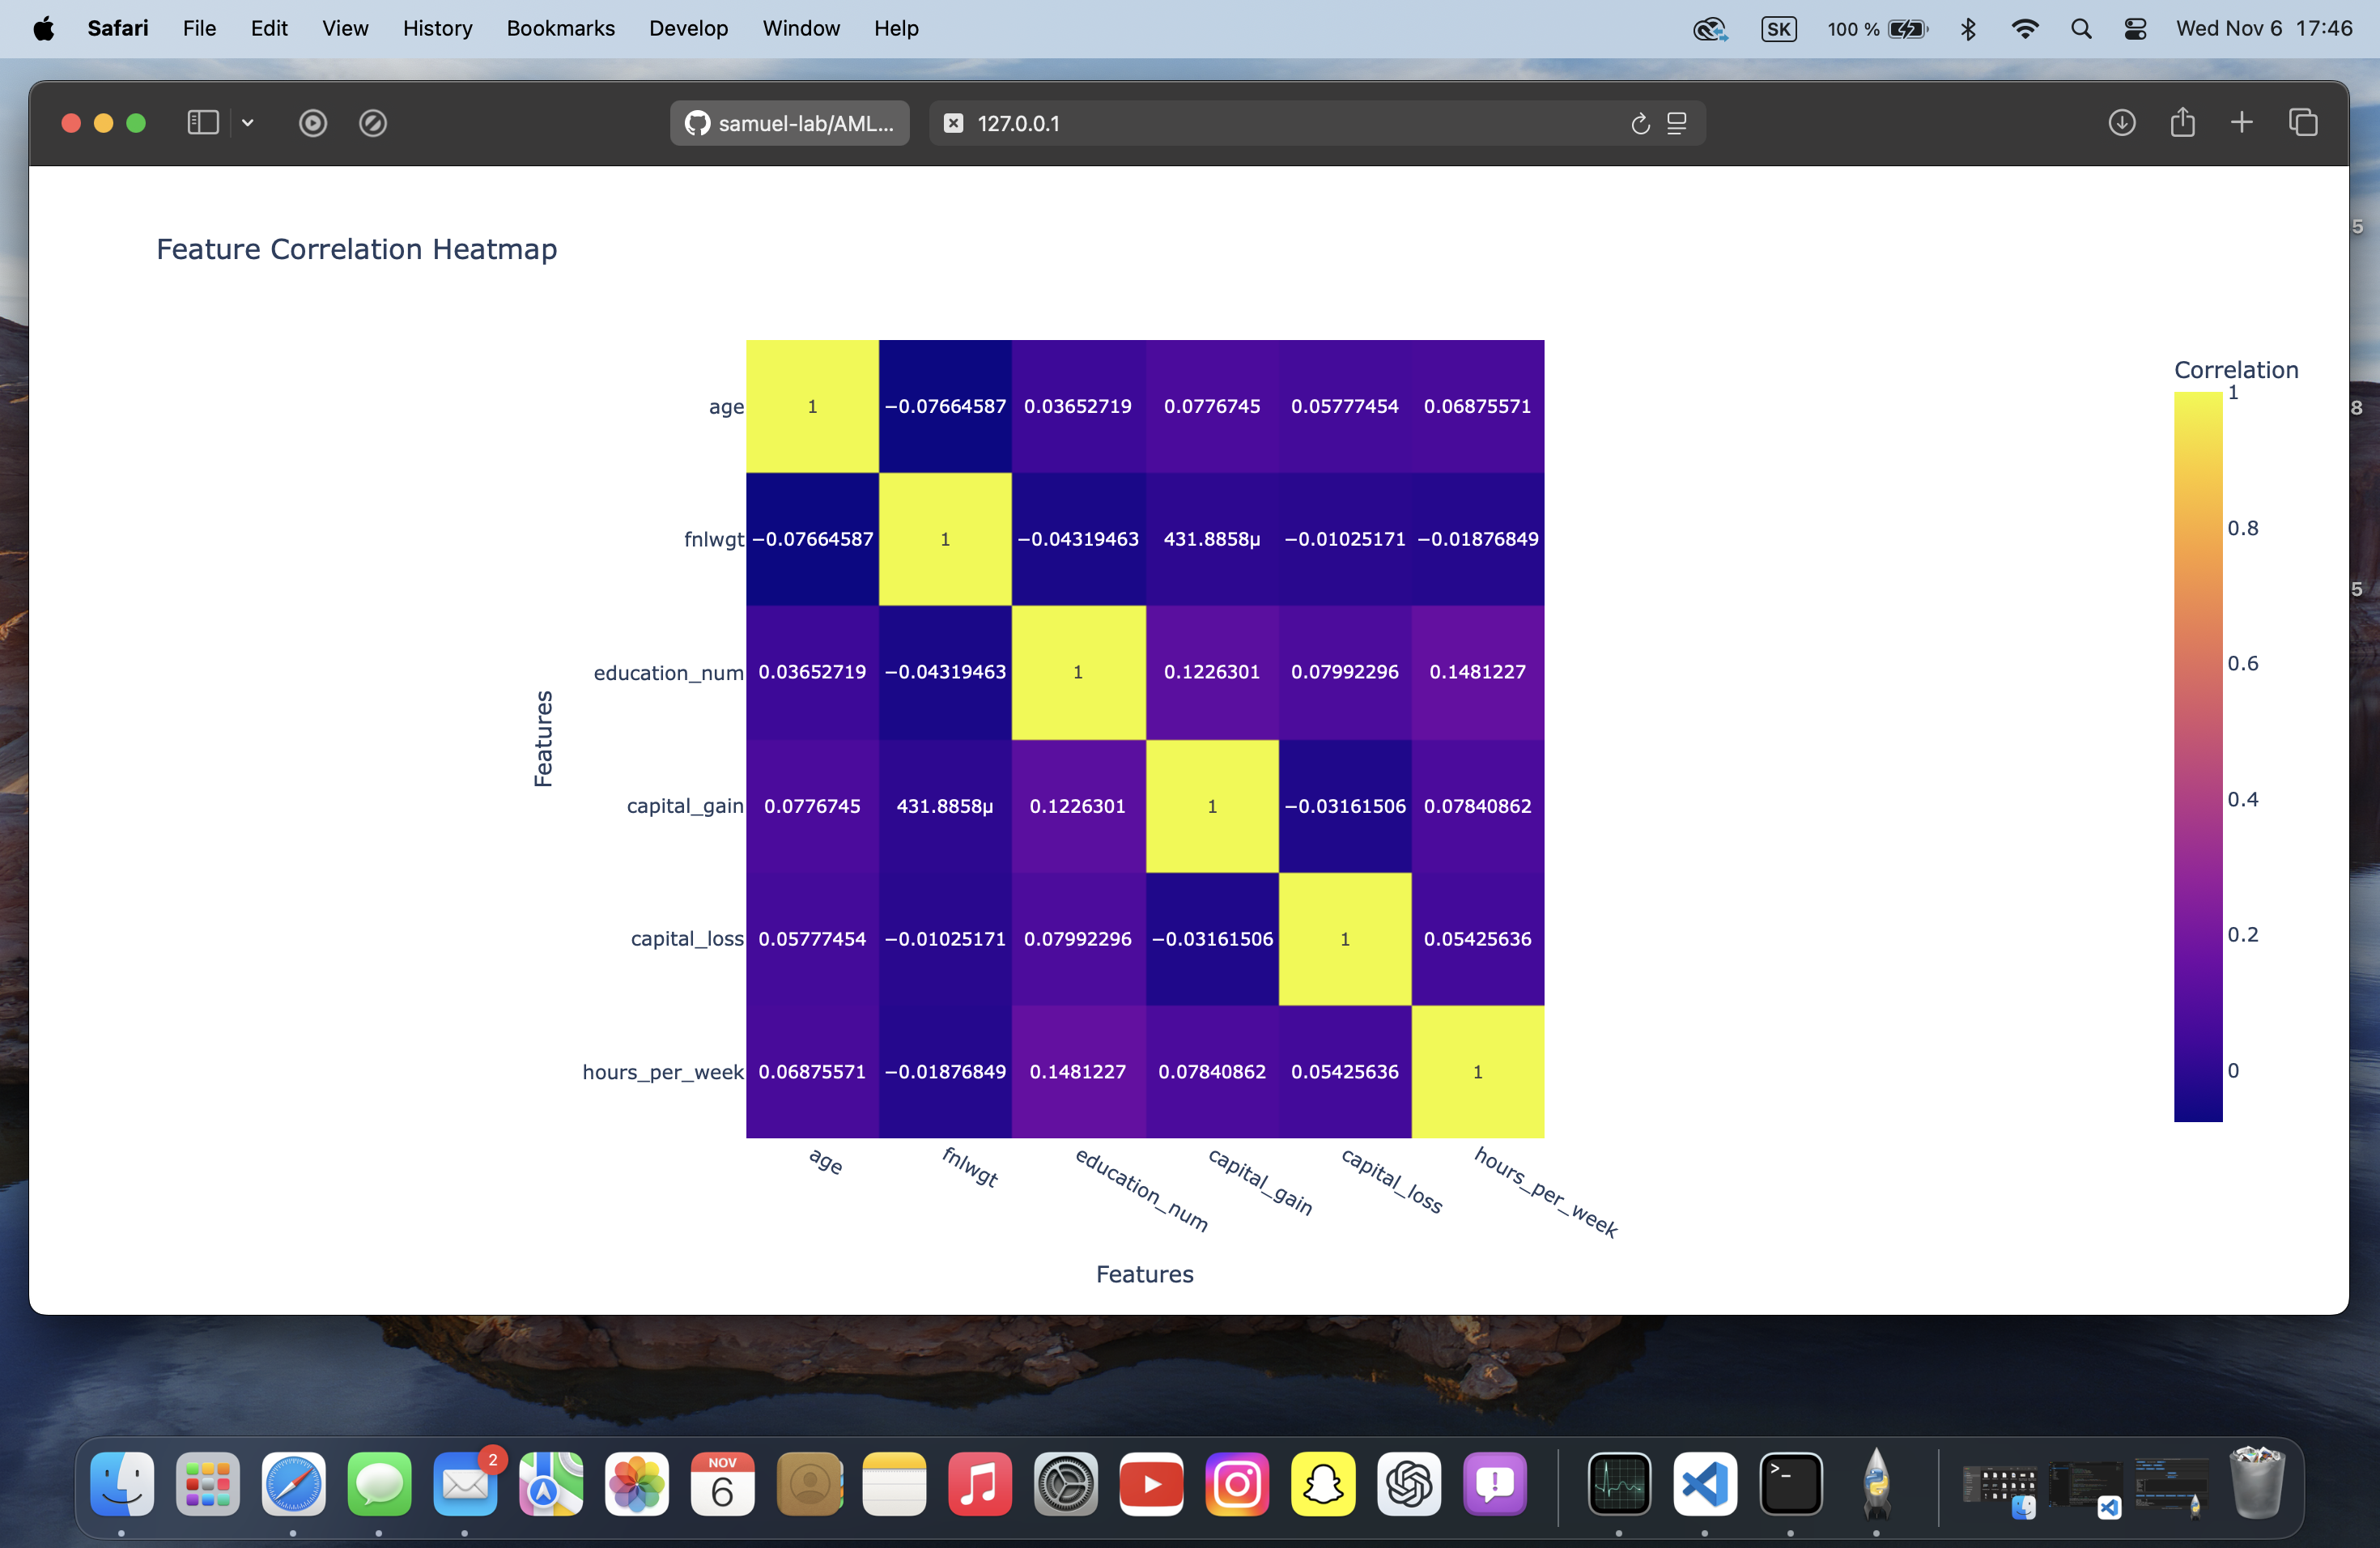 Safari File Edit View History Bookmarks Develop Window Help SK 100 % Wed Nov 6 17:46
samuel-lab/AML... 127.0.0.1
5
8
5
Feature Correlation Heatmap
Correlation
1
0.8
0.6
0.4
0.2
0
Features
age 1 −0.07664587 0.03652719 0.0776745 0.05777454 0.06875571
fnlwgt −0.07664587 1 −0.04319463 431.8858μ −0.01025171 −0.01876849
education_num 0.03652719 −0.04319463 1 0.1226301 0.07992296 0.1481227
capital_gain 0.0776745 431.8858μ 0.1226301 1 −0.03161506 0.07840862
capital_loss 0.05777454 −0.01025171 0.07992296 −0.03161506 1 0.05425636
hours_per_week 0.06875571 −0.01876849 0.1481227 0.07840862 0.05425636 1
age fnlwgt education_num capital_gain capital_loss hours_per_week
Features
2
NOV
6
>_